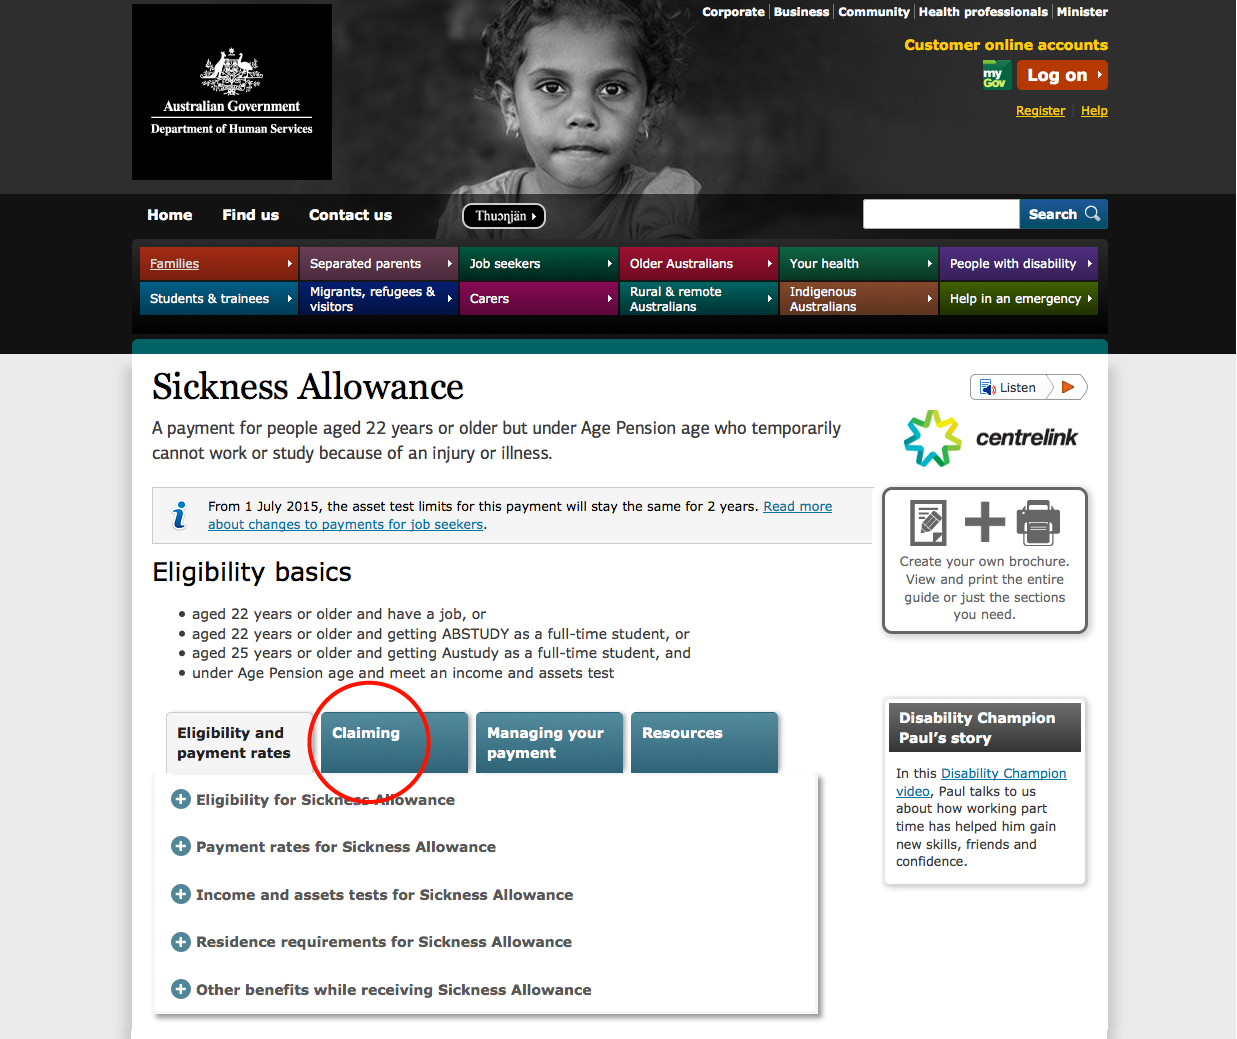 Corporate Business Community Health professionals Minister
Australian Government
Department of Human Services
Customer online accounts
my
Gov
Log on
Register Help
Home Find us Contact us
Thuɔŋjäŋ
Search
Families
Separated parents
Job seekers
Older Australians
Your health
People with disability
Students & trainees
Migrants, refugees &
visitors
Carers
Rural & remote
Australians
Indigenous
Australians
Help in an emergency
Sickness Allowance
Listen
A payment for people aged 22 years or older but under Age Pension age who temporarily
cannot work or study because of an injury or illness.
centrelink
i
From 1 July 2015, the asset test limits for this payment will stay the same for 2 years. Read more
about changes to payments for job seekers.
Create your own brochure.
View and print the entire
guide or just the sections
you need.
Eligibility basics
• aged 22 years or older and have a job, or
• aged 22 years or older and getting ABSTUDY as a full-time student, or
• aged 25 years or older and getting Austudy as a full-time student, and
• under Age Pension age and meet an income and assets test
Eligibility and
payment rates
Claiming
Managing your
payment
Resources
Eligibility for Sickness Allowance
Payment rates for Sickness Allowance
Income and assets tests for Sickness Allowance
Residence requirements for Sickness Allowance
Other benefits while receiving Sickness Allowance
Disability Champion
Paul's story
In this Disability Champion
video, Paul talks to us
about how working part
time has helped him gain
new skills, friends and
confidence.